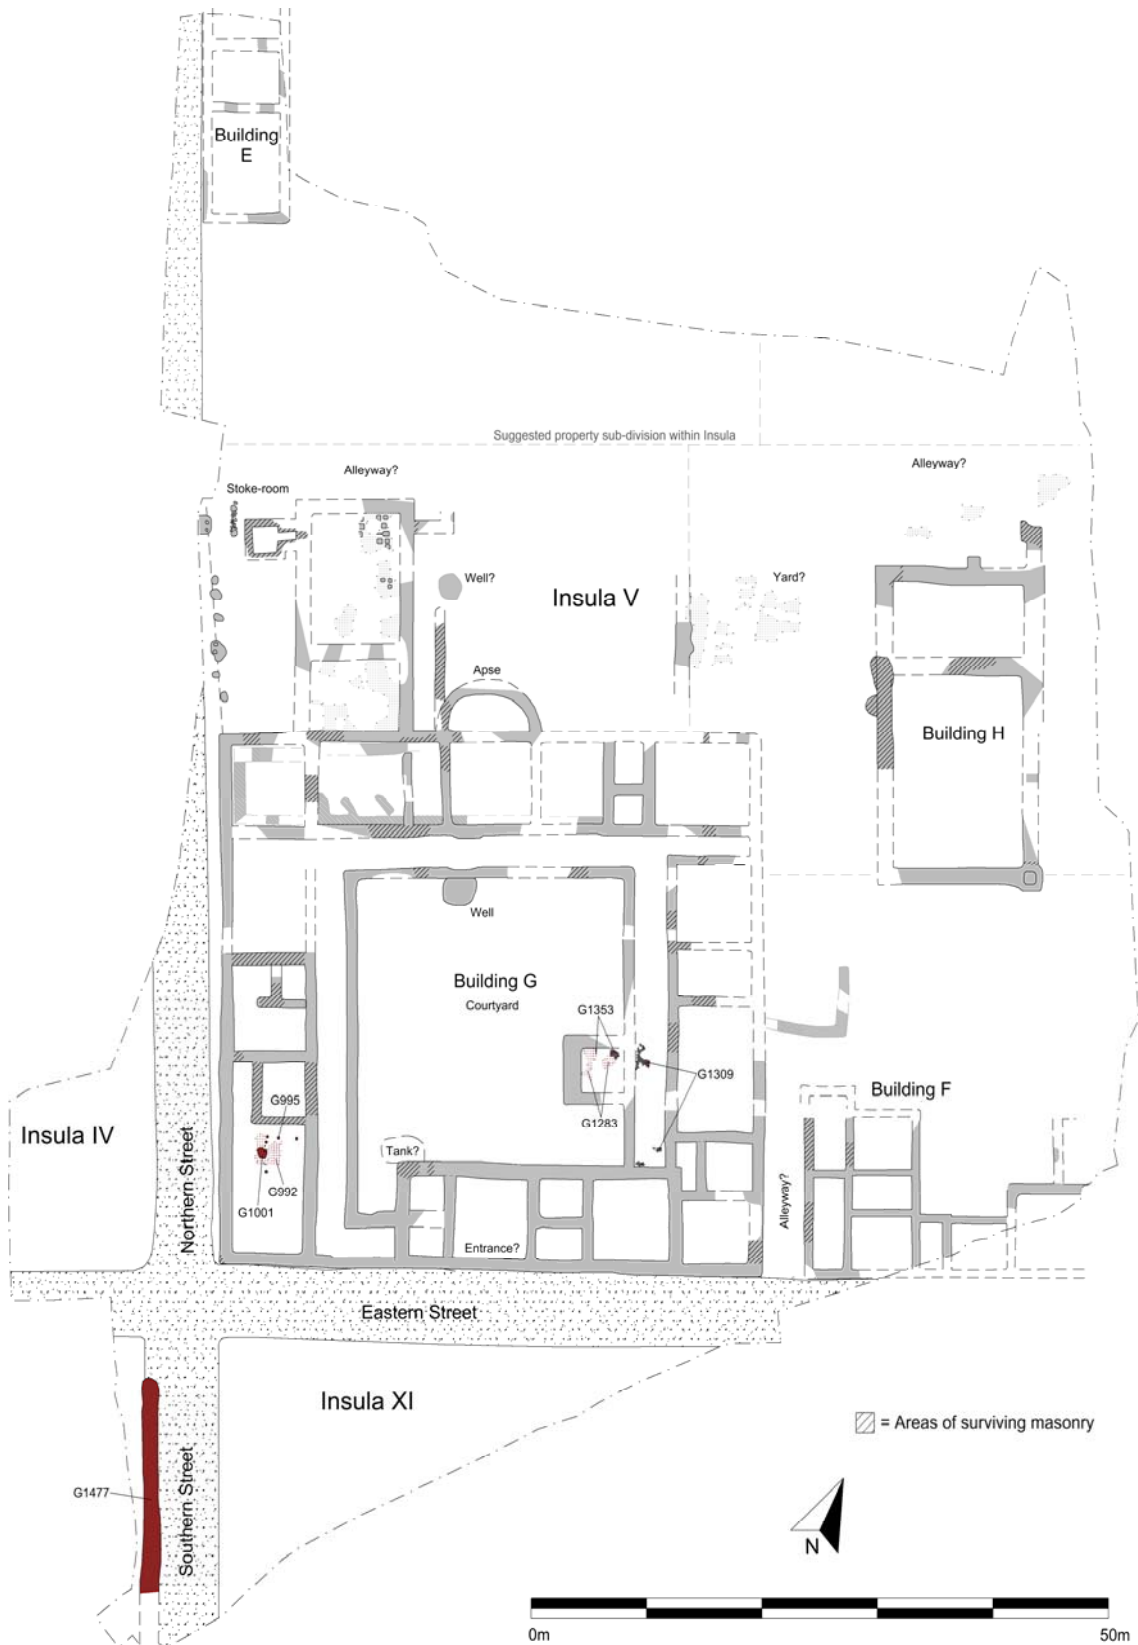 Building
E
Suggested property sub-division within Insula
Alleyway?
Alleyway?
Stoke-room
Well?
Insula V
Yard?
Apse
Building H
Well
Building G
Courtyard
G1353
G1309
G1283
Building F
G995
Insula IV
Tank?
G992
G1001
Northern Street
Alleyway?
Entrance?
Eastern Street
Insula XI
= Areas of surviving masonry
G1477
Southern Street
N
0m
50m